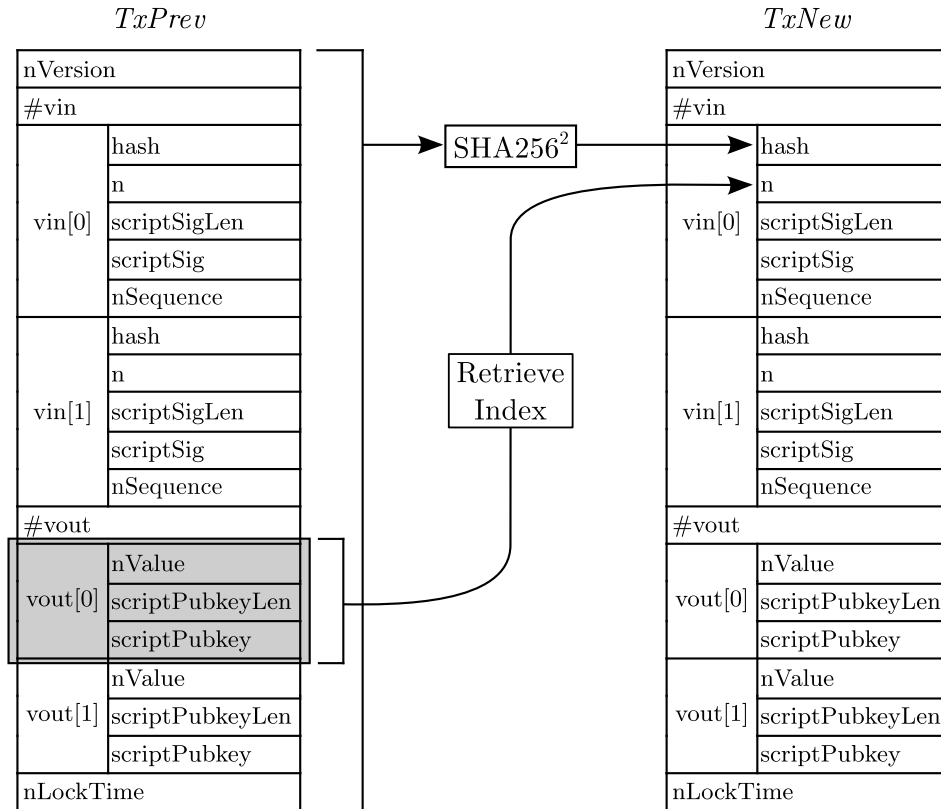 TxPrev
nVersion
#vin
vin[0]
hash
n
scriptSigLen
scriptSig
nSequence
vin[1]
hash
n
scriptSigLen
scriptSig
nSequence
#vout
vout[0]
nValue
scriptPubkeyLen
scriptPubkey
vout[1]
nValue
scriptPubkeyLen
scriptPubkey
nLockTime
SHA256²
Retrieve
Index
TxNew
nVersion
#vin
vin[0]
hash
n
scriptSigLen
scriptSig
nSequence
vin[1]
hash
n
scriptSigLen
scriptSig
nSequence
#vout
vout[0]
nValue
scriptPubkeyLen
scriptPubkey
vout[1]
nValue
scriptPubkeyLen
scriptPubkey
nLockTime